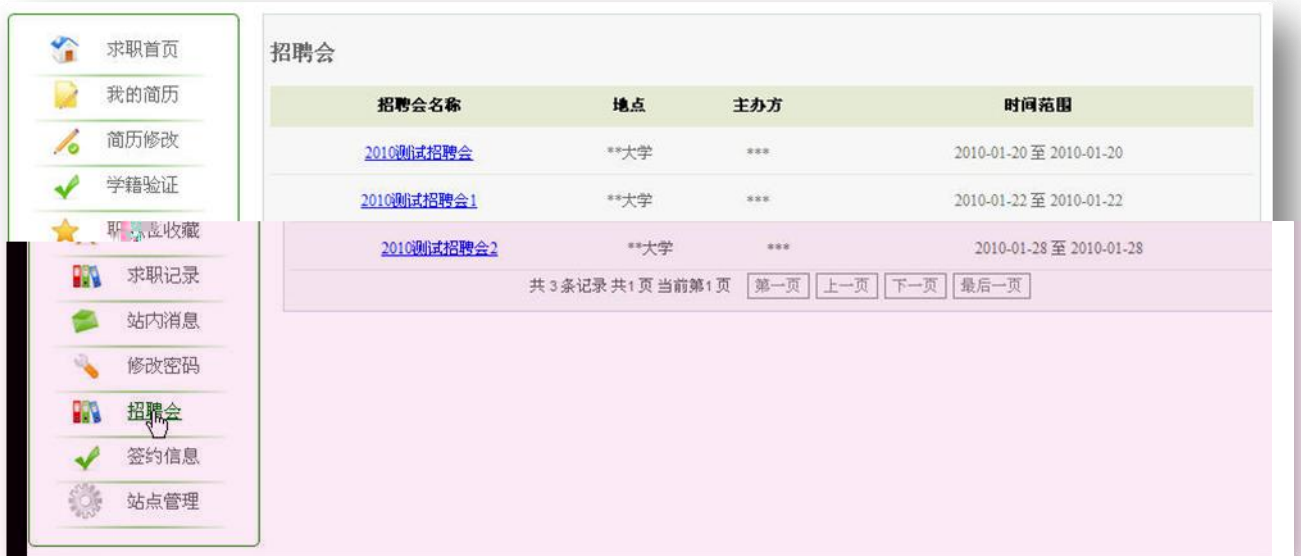 求职首页
我的简历
简历修改
学籍验证
收藏
求职记录
站内消息
修改密码
招聘会
签约信息
站点管理
招聘会
招聘会名称 地点 主办方 时间范围
2010测试招聘会 **大学 *** 2010-01-20 至 2010-01-20
2010测试招聘会1 **大学 *** 2010-01-22 至 2010-01-22
2010测试招聘会2 **大学 *** 2010-01-28 至 2010-01-28
共 3 条记录 共1 页 当前第1 页 第一页 上一页 下一页 最后一页